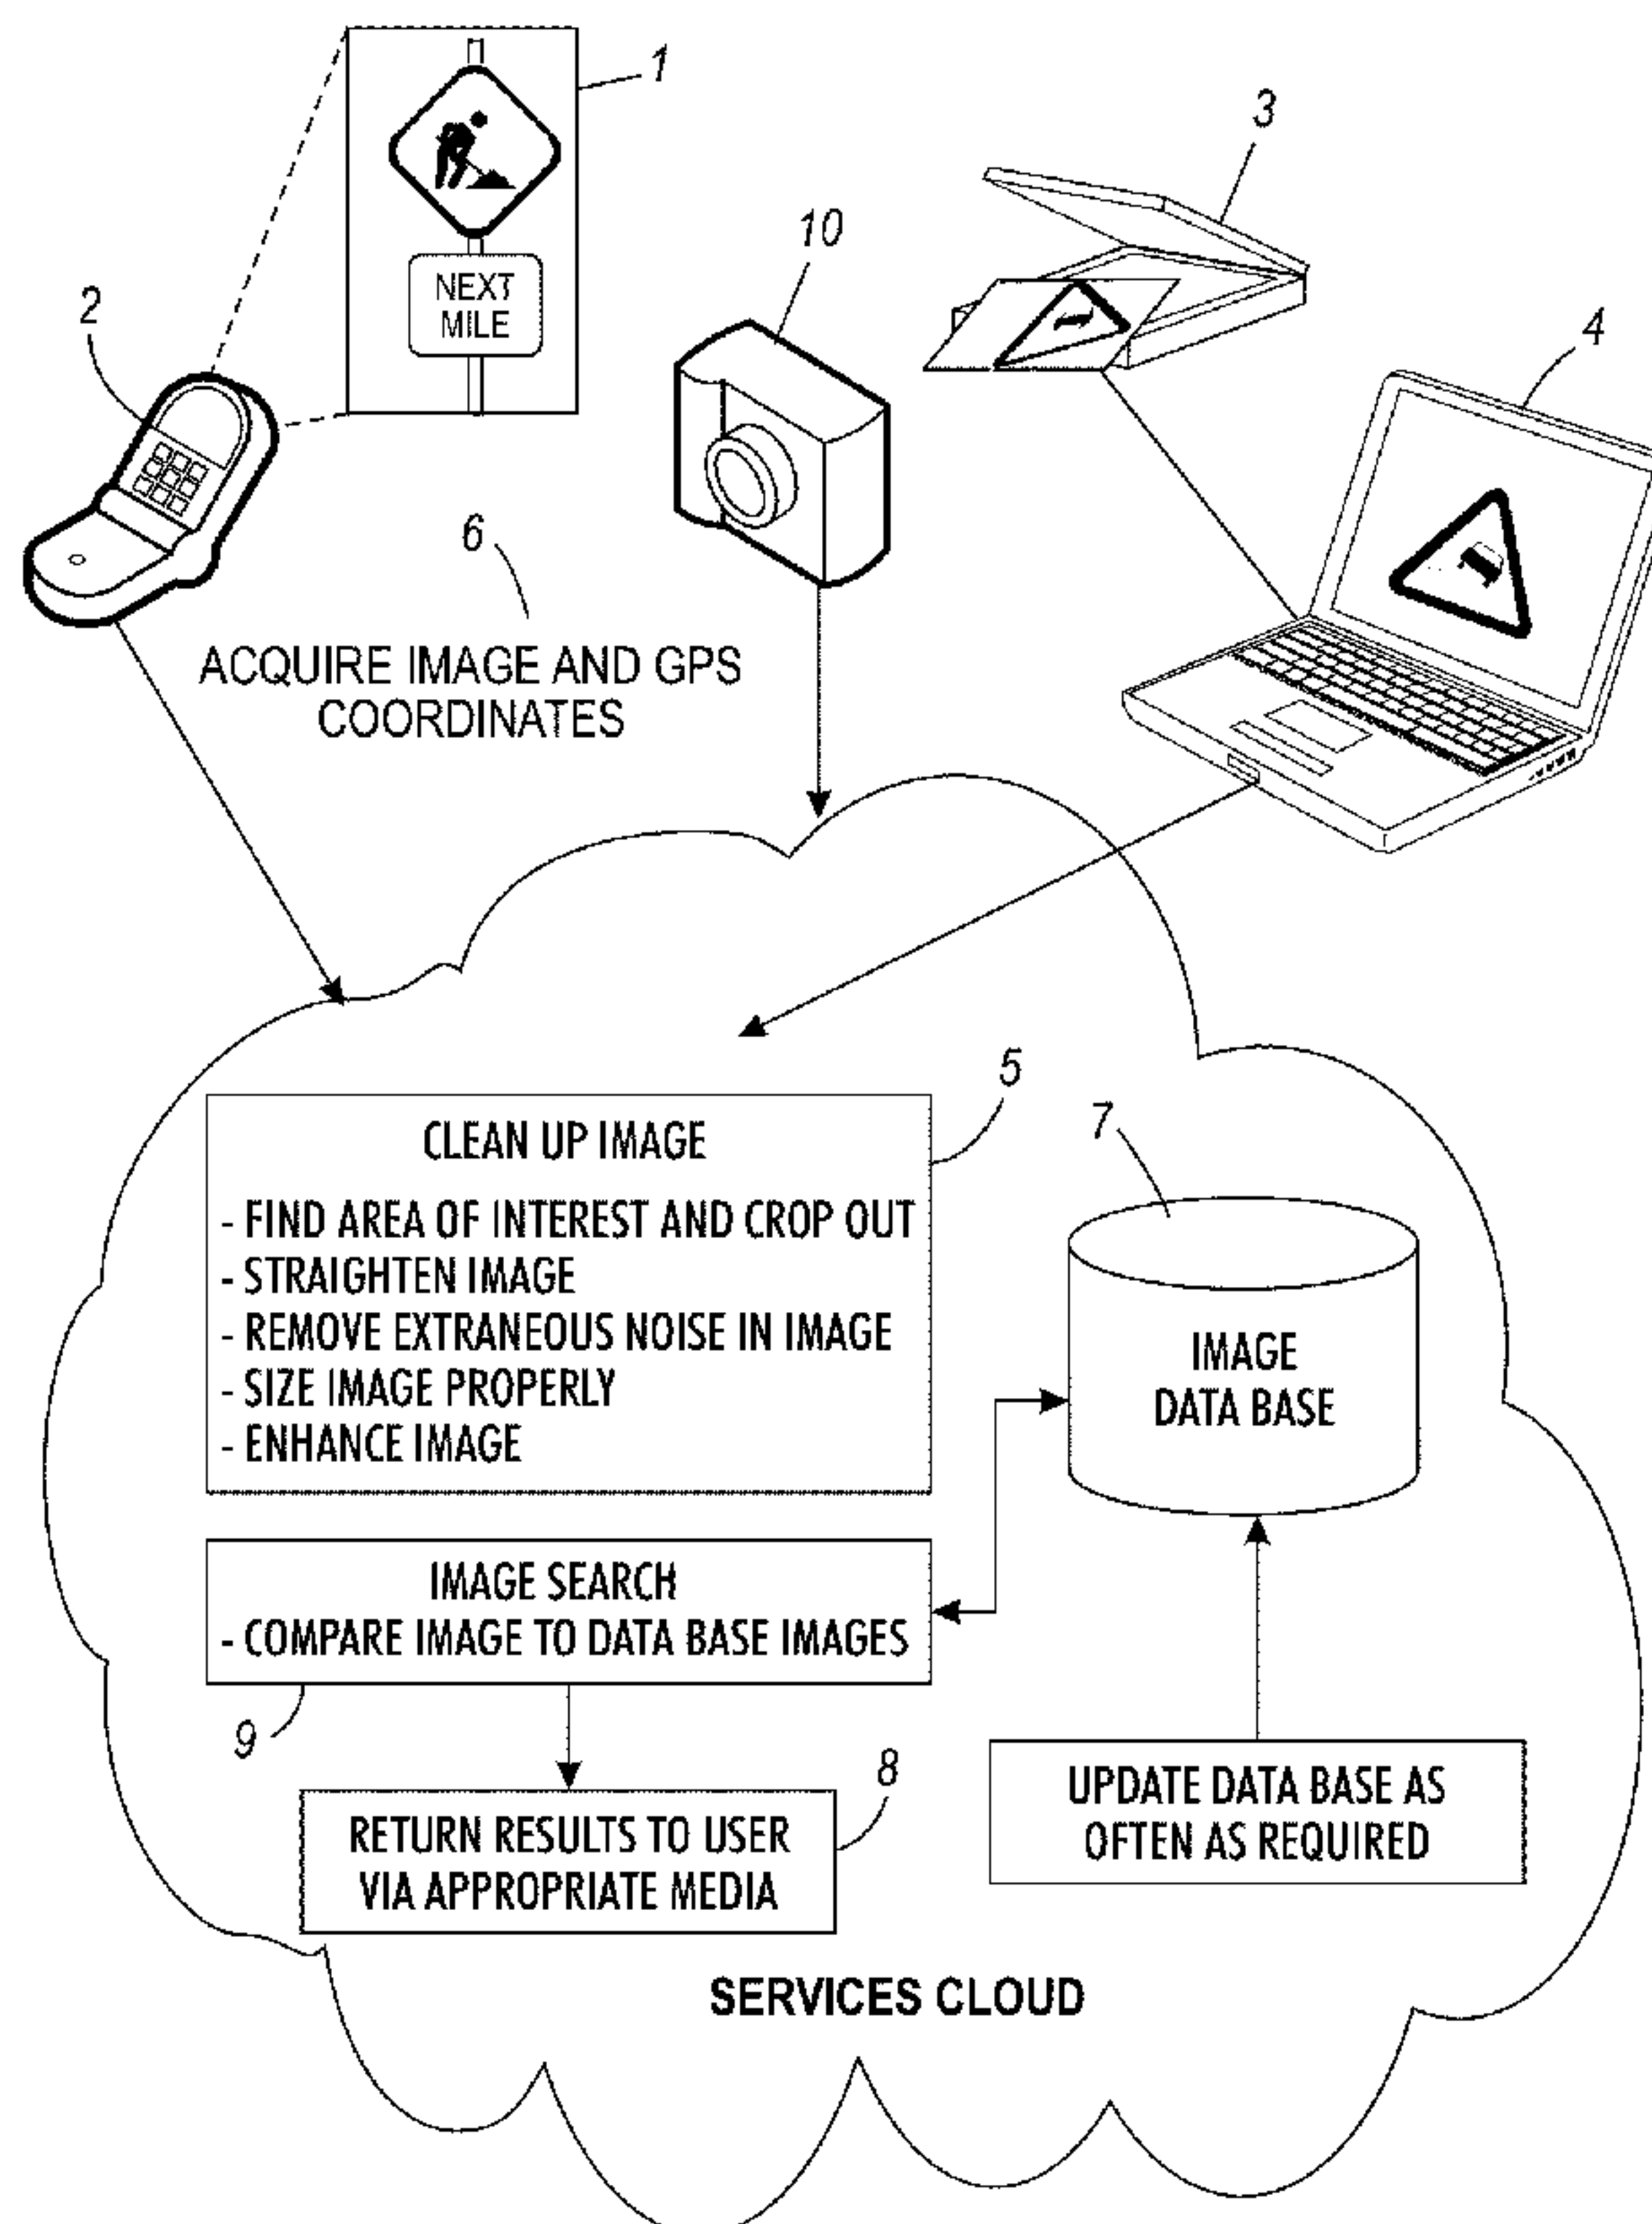 1
3
10
NEXT
MILE
2
4
6
ACQUIRE IMAGE AND GPS
COORDINATES
5
CLEAN UP IMAGE
- FIND AREA OF INTEREST AND CROP OUT
- STRAIGHTEN IMAGE
- REMOVE EXTRANEOUS NOISE IN IMAGE
- SIZE IMAGE PROPERLY
- ENHANCE IMAGE
7
IMAGE
DATA BASE
IMAGE SEARCH
- COMPARE IMAGE TO DATA BASE IMAGES
9
8
RETURN RESULTS TO USER
VIA APPROPRIATE MEDIA
UPDATE DATA BASE AS
OFTEN AS REQUIRED
SERVICES CLOUD